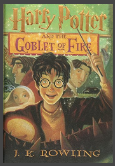 Harry Potter
AND THE
GOBLET OF FIRE
J. K. ROWLING